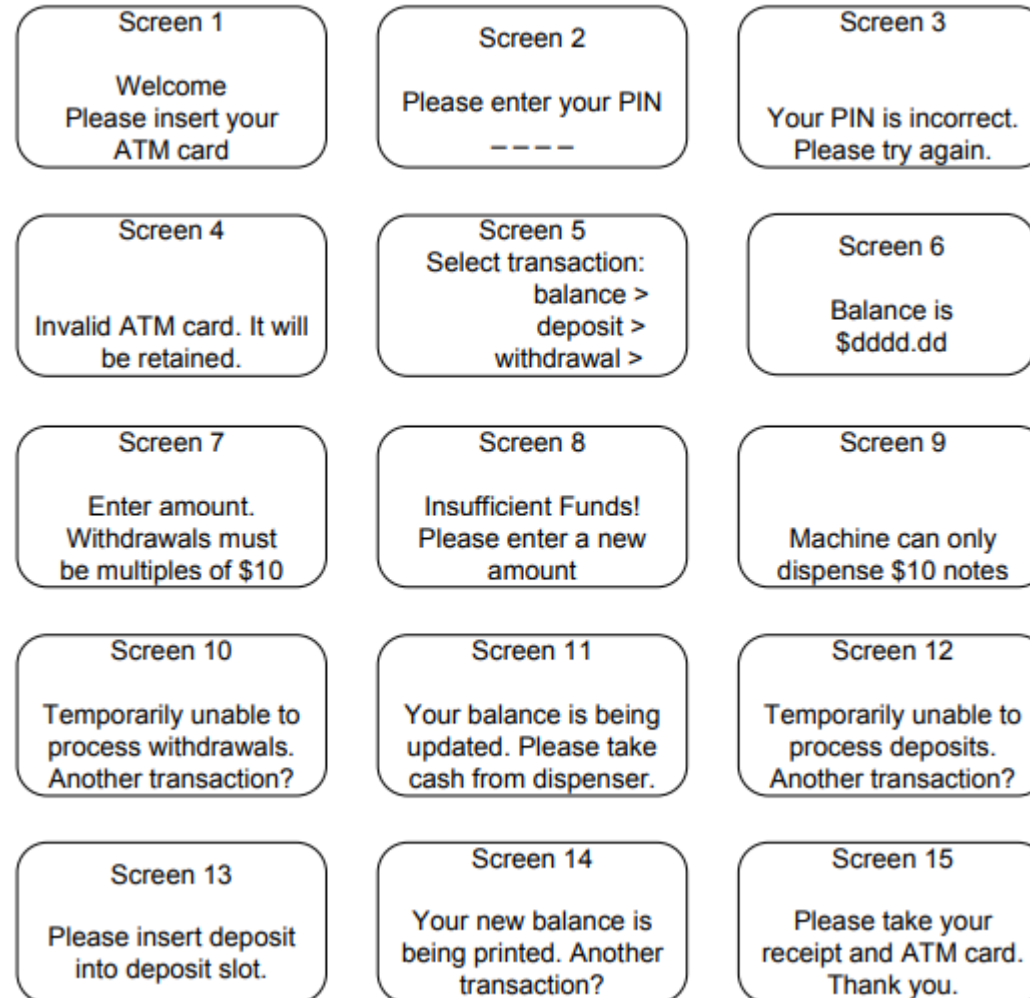 Screen 1
Welcome
Please insert your
ATM card
Screen 2
Please enter your PIN
_ _ _ _
Screen 3
Your PIN is incorrect.
Please try again.
Screen 4
Invalid ATM card. It will
be retained.
Screen 5
Select transaction:
balance >
deposit >
withdrawal >
Screen 6
Balance is
$dddd.dd
Screen 7
Enter amount.
Withdrawals must
be multiples of $10
Screen 8
Insufficient Funds!
Please enter a new
amount
Screen 9
Machine can only
dispense $10 notes
Screen 10
Temporarily unable to
process withdrawals.
Another transaction?
Screen 11
Your balance is being
updated. Please take
cash from dispenser.
Screen 12
Temporarily unable to
process deposits.
Another transaction?
Screen 13
Please insert deposit
into deposit slot.
Screen 14
Your new balance is
being printed. Another
transaction?
Screen 15
Please take your
receipt and ATM card.
Thank you.